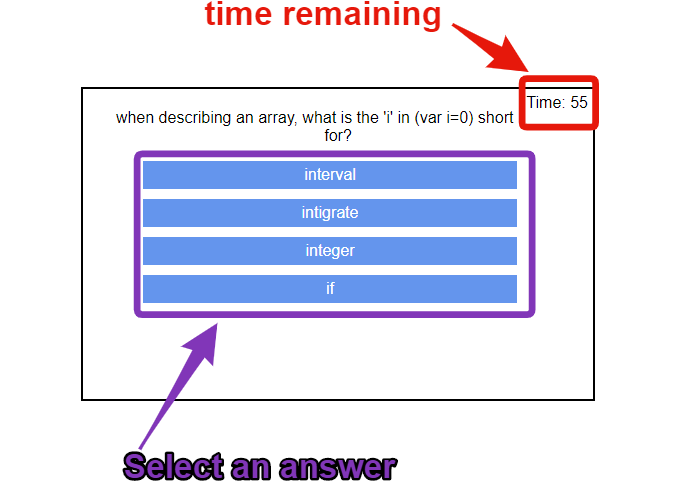 time remaining
Time: 55
when describing an array, what is the 'i' in (var i=0) short
for?
interval
intigrate
integer
if
Select an answer